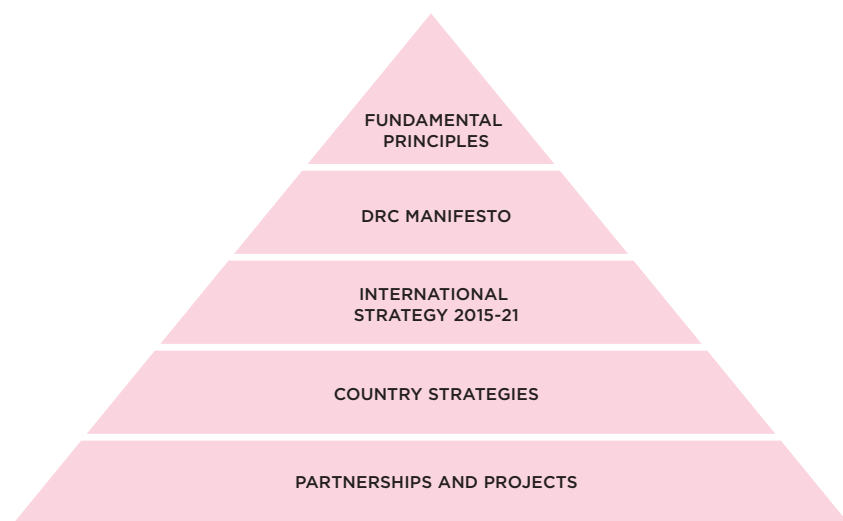 FUNDAMENTAL
PRINCIPLES
DRC MANIFESTO
INTERNATIONAL
STRATEGY 2015-21
COUNTRY STRATEGIES
PARTNERSHIPS AND PROJECTS